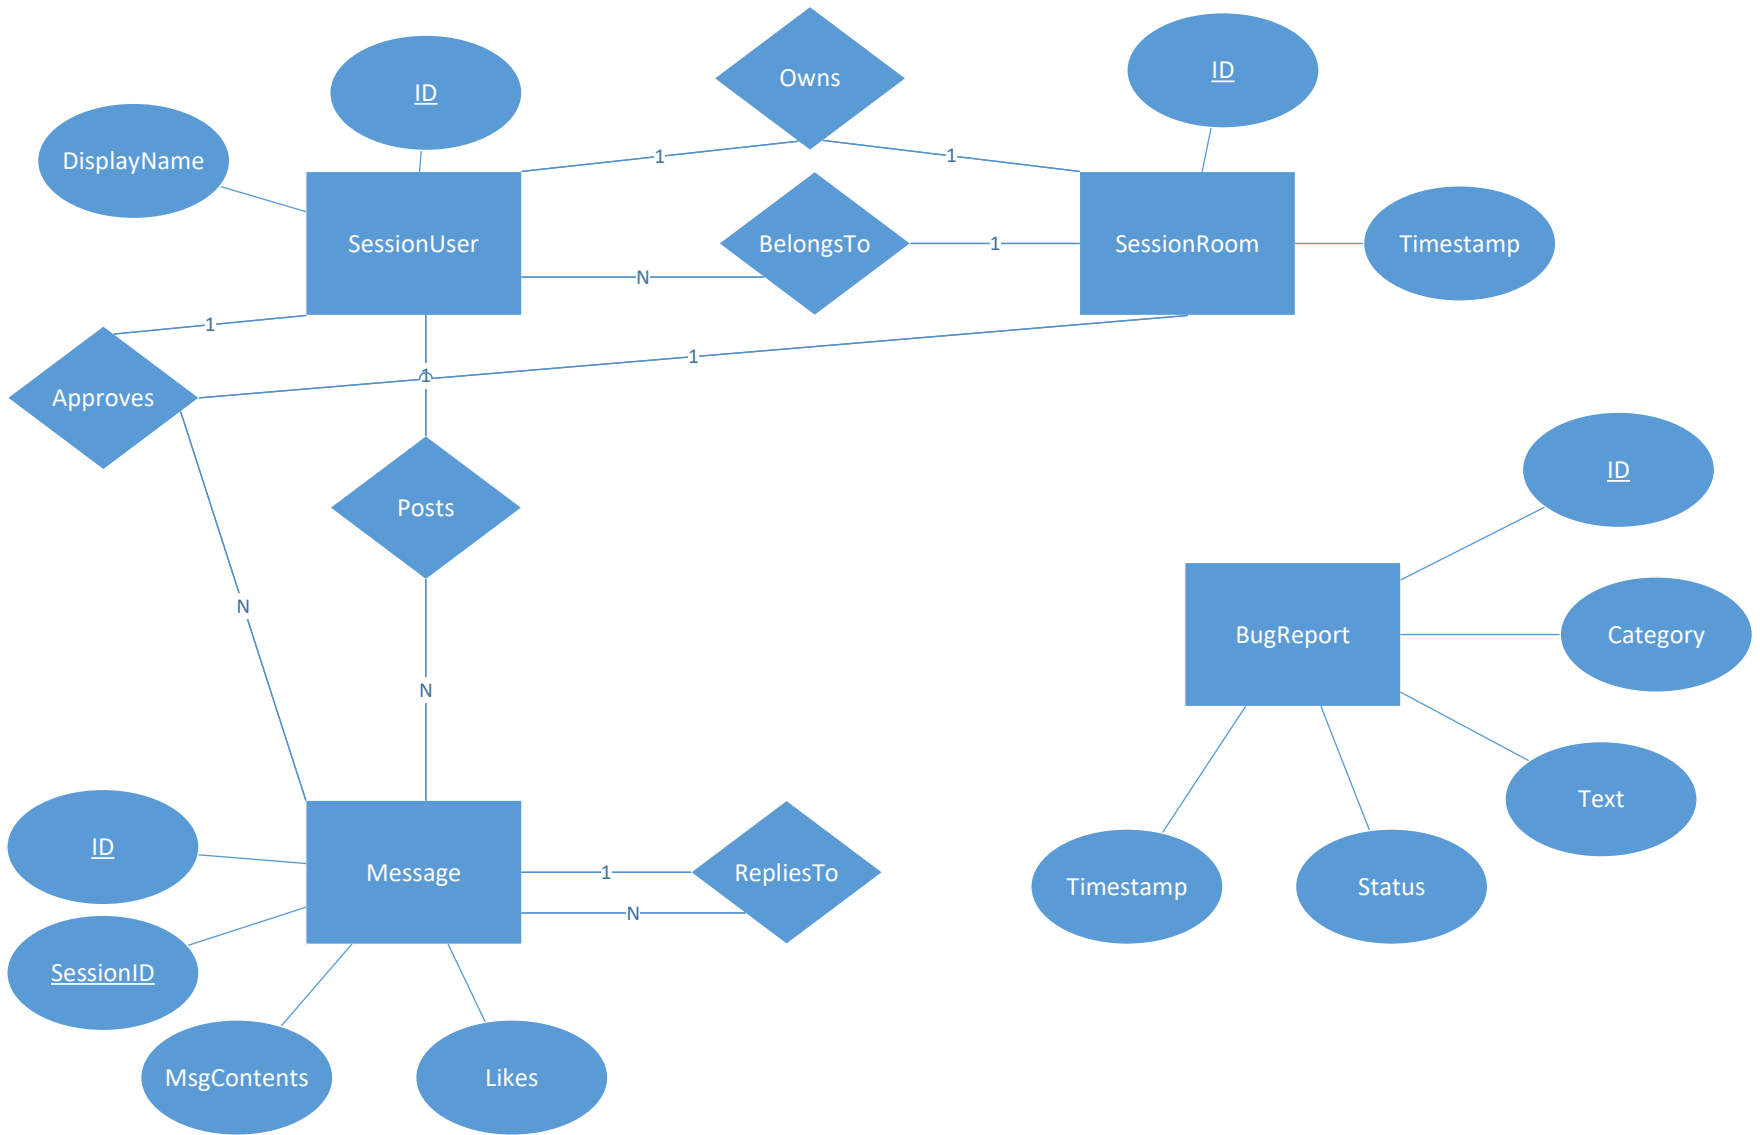 Owns
ID
ID
DisplayName
1
1
SessionUser
BelongsTo
1
SessionRoom
Timestamp
N
1
1
1
Approves
ID
Posts
N
BugReport
Category
N
Text
ID
Message
1
RepliesTo
Timestamp
Status
N
SessionID
MsgContents
Likes